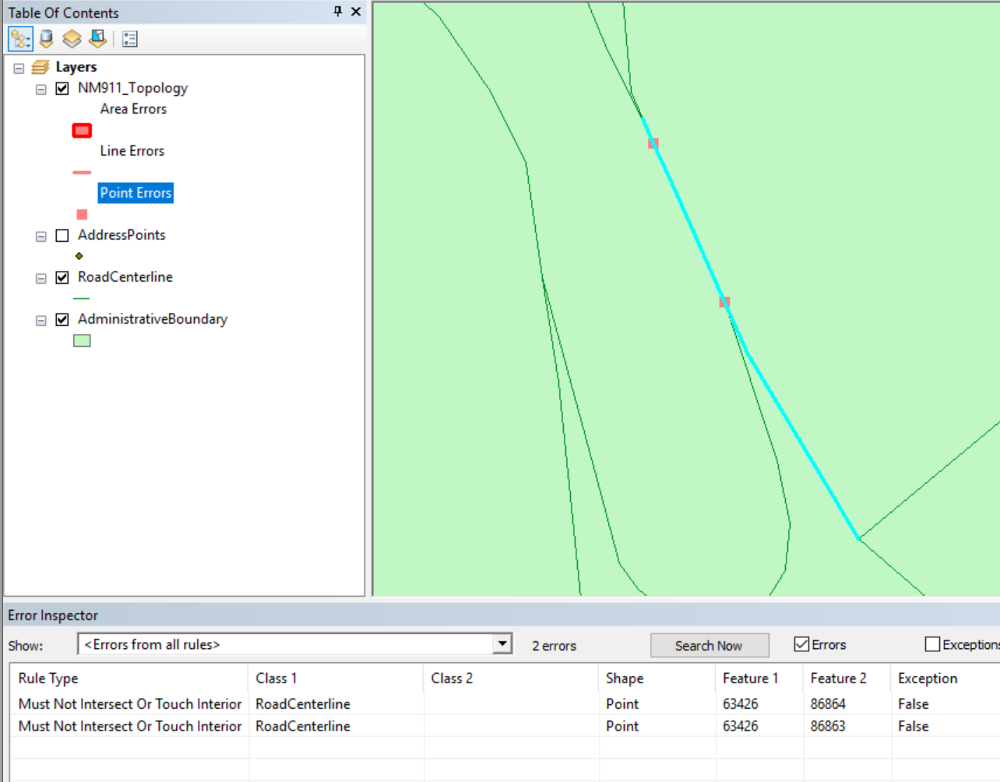 Table Of Contents
Layers
NM911_Topology
Area Errors
Line Errors
Point Errors
AddressPoints
RoadCenterline
AdministrativeBoundary
Error Inspector
Show: <Errors from all rules> 2 errors Search Now Errors Exceptions
Rule Type Class 1 Class 2 Shape Feature 1 Feature 2 Exception
Must Not Intersect Or Touch Interior RoadCenterline Point 63426 86864 False
Must Not Intersect Or Touch Interior RoadCenterline Point 63426 86863 False